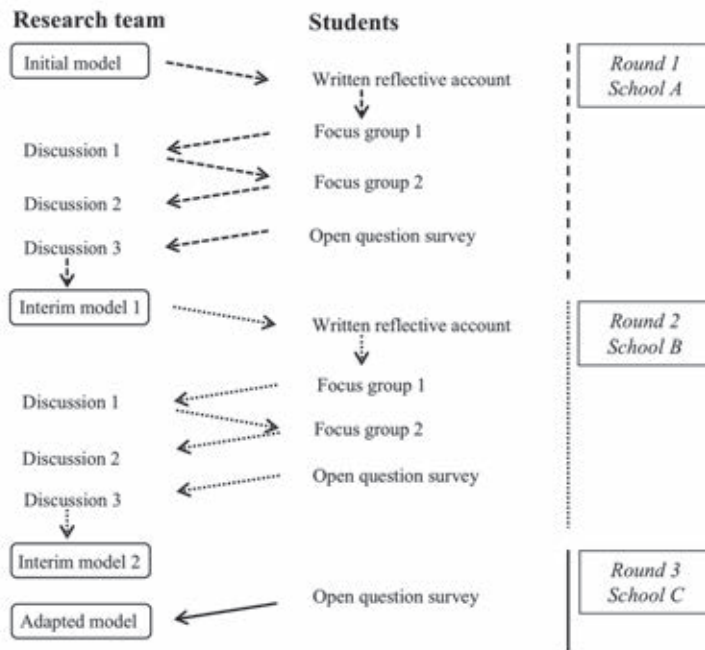 Research team
Students
Initial model
Written reflective account
Round 1
School A
Focus group 1
Discussion 1
Focus group 2
Discussion 2
Open question survey
Discussion 3
Interim model 1
Written reflective account
Round 2
School B
Focus group 1
Discussion 1
Focus group 2
Discussion 2
Open question survey
Discussion 3
Interim model 2
Round 3
School C
Open question survey
Adapted model